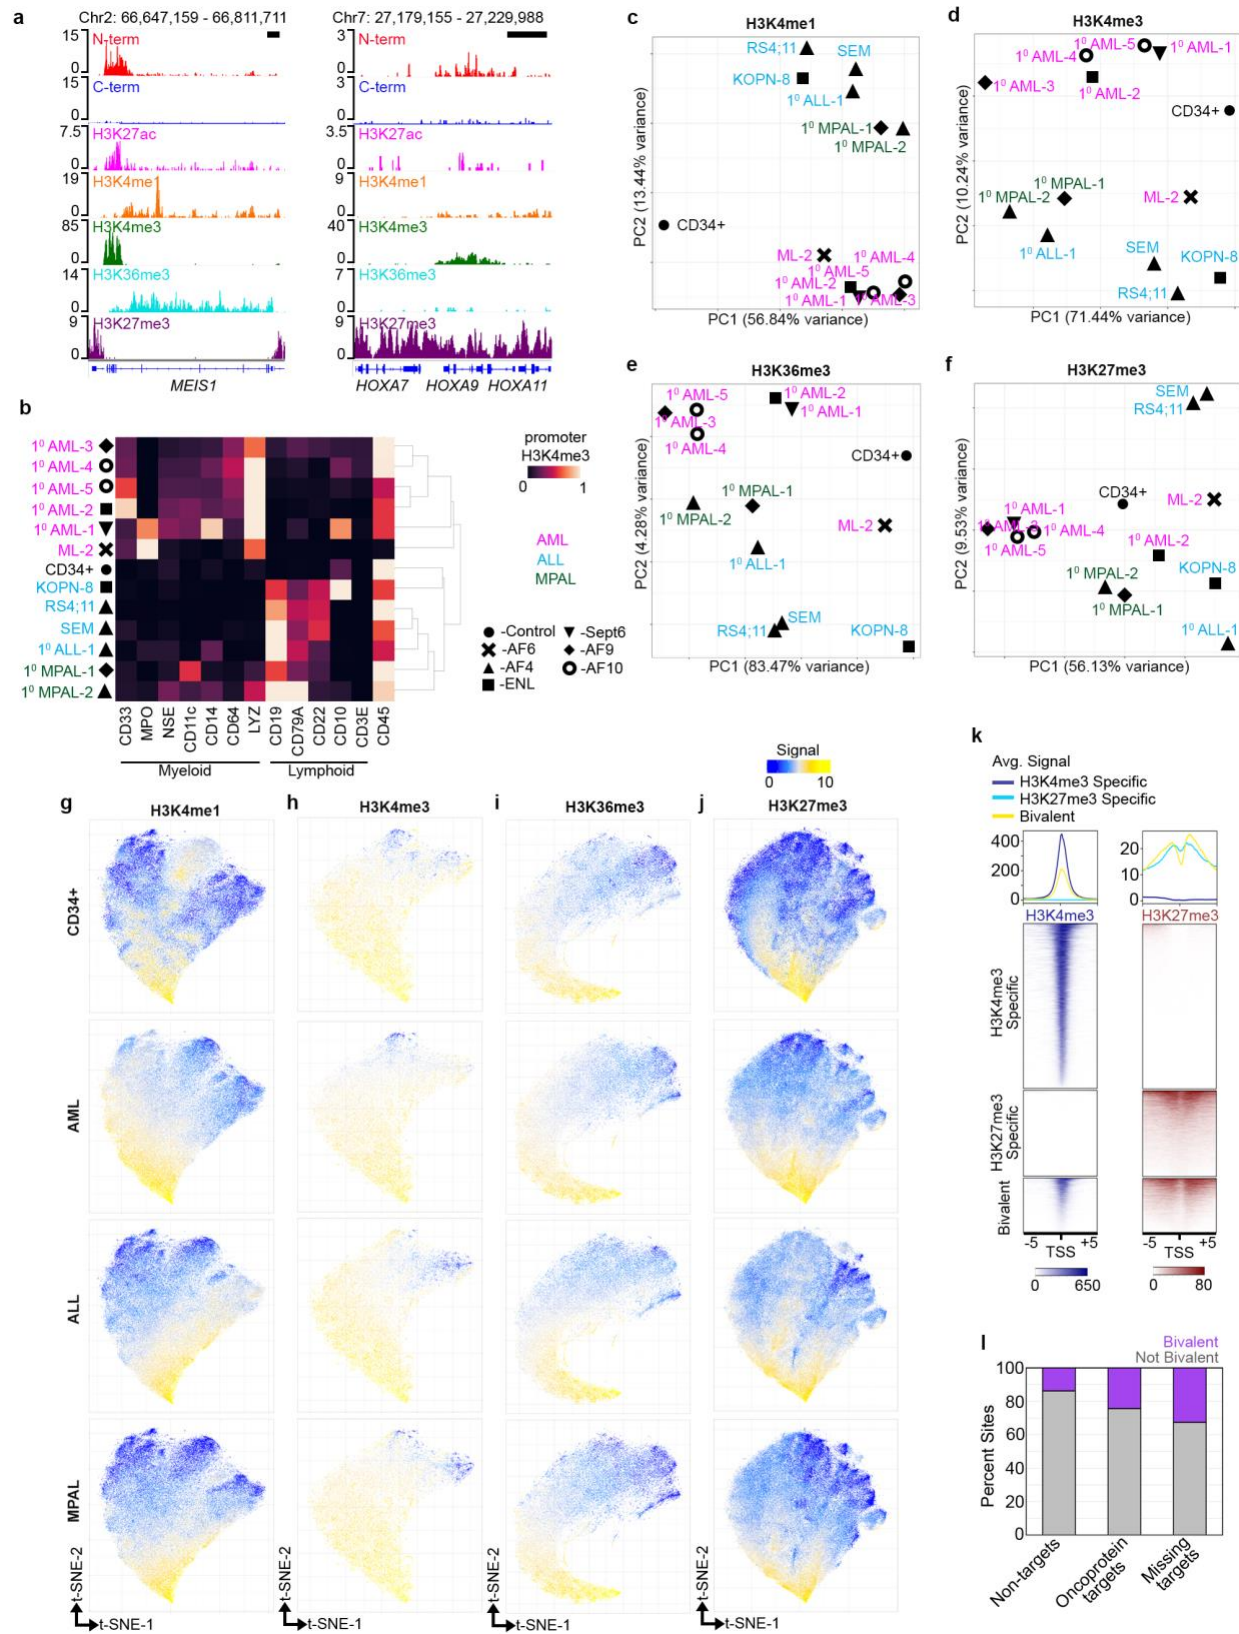 a
Chr2: 66,647,159 - 66,811,711
Chr7: 27,179,155 - 27,229,988
15
N-term
0
15
C-term
0
7.5
H3K27ac
0
19
H3K4me1
0
85
H3K4me3
0
14
H3K36me3
0
9
H3K27me3
0
MEIS1
3
N-term
0
3
C-term
0
3.5
H3K27ac
0
9
H3K4me1
0
40
H3K4me3
0
7
H3K36me3
0
9
H3K27me3
0
HOXA7 HOXA9 HOXA11
b
1⁰ AML-3
1⁰ AML-4
1⁰ AML-5
1⁰ AML-2
1⁰ AML-1
ML-2
CD34+
KOPN-8
RS4;11
SEM
1⁰ ALL-1
1⁰ MPAL-1
1⁰ MPAL-2
CD33
MPO
NSE
CD11c
CD14
CD64
LYZ
CD19
CD79A
CD22
CD10
CD3E
CD45
Myeloid
Lymphoid
promoter
H3K4me3
0 1
AML
ALL
MPAL
-Control
-AF6
-AF4
-ENL
-Sept6
-AF9
-AF10
c
H3K4me1
RS4;11
SEM
KOPN-8
1⁰ ALL-1
1⁰ MPAL-1
1⁰ MPAL-2
CD34+
ML-2
1⁰ AML-4
1⁰ AML-5
1⁰ AML-2
1⁰ AML-1
1⁰ AML-3
PC2 (13.44% variance)
PC1 (56.84% variance)
d
H3K4me3
1⁰ AML-5
1⁰ AML-1
1⁰ AML-4
1⁰ AML-3
1⁰ AML-2
CD34+
1⁰ MPAL-1
1⁰ MPAL-2
ML-2
1⁰ ALL-1
SEM
KOPN-8
RS4;11
PC2 (10.24% variance)
PC1 (71.44% variance)
e
H3K36me3
1⁰ AML-5
1⁰ AML-2
1⁰ AML-1
1⁰ AML-3
1⁰ AML-4
CD34+
1⁰ MPAL-1
1⁰ MPAL-2
ML-2
1⁰ ALL-1
SEM
RS4;11
KOPN-8
PC2 (4.28% variance)
PC1 (83.47% variance)
f
H3K27me3
SEM
RS4;11
CD34+
ML-2
1⁰ AML-1
1⁰ AML-3
1⁰ AML-4
1⁰ AML-5
1⁰ AML-2
1⁰ MPAL-2
KOPN-8
1⁰ MPAL-1
1⁰ ALL-1
PC2 (9.53% variance)
PC1 (56.13% variance)
Signal
0 10
g
H3K4me1
h
H3K4me3
i
H3K36me3
j
H3K27me3
CD34+
AML
ALL
MPAL
t-SNE-2
t-SNE-1
t-SNE-2
t-SNE-1
t-SNE-2
t-SNE-1
t-SNE-2
t-SNE-1
k
Avg. Signal
H3K4me3 Specific
H3K27me3 Specific
Bivalent
400
200
0
20
10
0
H3K4me3
H3K27me3
H3K4me3
Specific
H3K27me3
Specific
Bivalent
-5 +5
TSS
-5 +5
TSS
0 650
0 80
l
Bivalent
Not Bivalent
100
80
60
40
20
0
Percent Sites
Non-targets
Oncoprotein
targets
Missing
targets